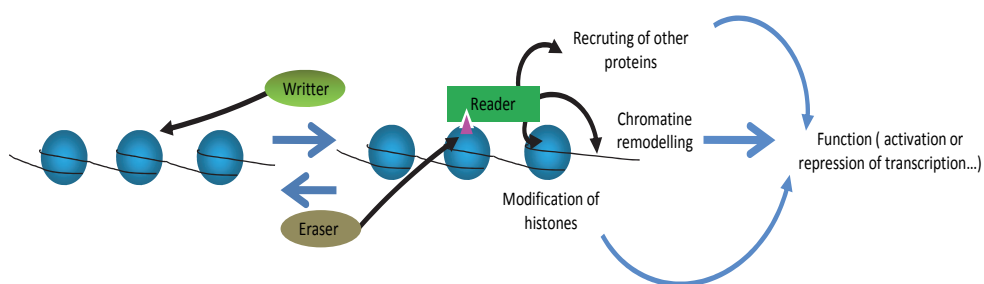 Writter
Eraser
Reader
Recruting of other
proteins
Chromatine
remodelling
Modification of
histones
Function ( activation or
repression of transcription...)